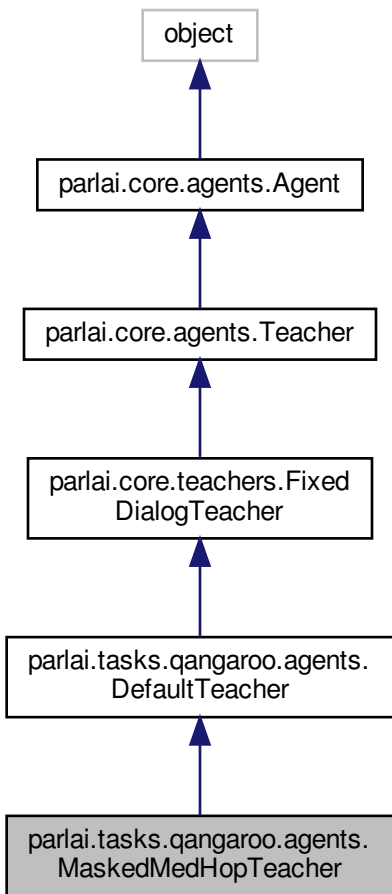 object
parlai.core.agents.Agent
parlai.core.agents.Teacher
parlai.core.teachers.Fixed
DialogTeacher
parlai.tasks.qangaroo.agents.
DefaultTeacher
parlai.tasks.qangaroo.agents.
MaskedMedHopTeacher